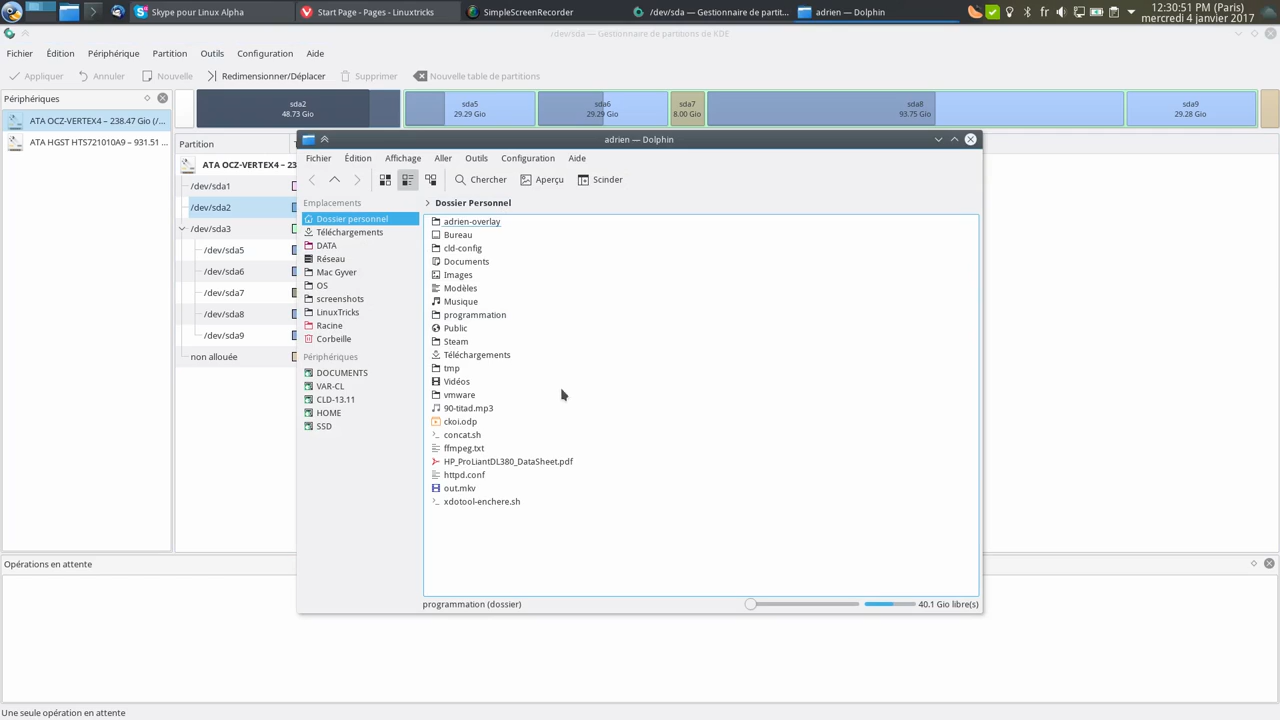 Skype pour Linux Alpha
Start Page - Pages - Linuxtricks
SimpleScreenRecorder
/dev/sda — Gestionnaire de partit...
adrien — Dolphin
12:30:51 PM (Paris)
mercredi 4 janvier 2017
/dev/sda — Gestionnaire de partitions de KDE
Fichier Édition Périphérique Partition Outils Configuration Aide
Appliquer Annuler Nouvelle Redimensionner/Déplacer Supprimer Nouvelle table de partitions
Périphériques
ATA OCZ-VERTEX4 – 238.47 Gio (/...
ATA HGST HTS721010A9 – 931.51 ...
sda2
48.73 Gio
sda5
29.29 Gio
sda6
29.29 Gio
sda7
8.00 Gio
sda8
93.75 Gio
sda9
29.28 Gio
Partition
ATA OCZ-VERTEX4 – 23
/dev/sda1
/dev/sda2
/dev/sda3
/dev/sda5
/dev/sda6
/dev/sda7
/dev/sda8
/dev/sda9
non allouée
adrien — Dolphin
Fichier Édition Affichage Aller Outils Configuration Aide
Chercher Aperçu Scinder
Emplacements
Dossier personnel
Téléchargements
DATA
Réseau
Mac Gyver
OS
screenshots
LinuxTricks
Racine
Corbeille
Périphériques
DOCUMENTS
VAR-CL
CLD-13.11
HOME
SSD
Dossier Personnel
adrien-overlay
Bureau
cld-config
Documents
Images
Modèles
Musique
programmation
Public
Steam
Téléchargements
tmp
Vidéos
vmware
90-titad.mp3
ckoi.odp
concat.sh
ffmpeg.txt
HP_ProLiantDL380_DataSheet.pdf
httpd.conf
out.mkv
xdotool-enchere.sh
programmation (dossier)
40.1 Gio libre(s)
Opérations en attente
Une seule opération en attente